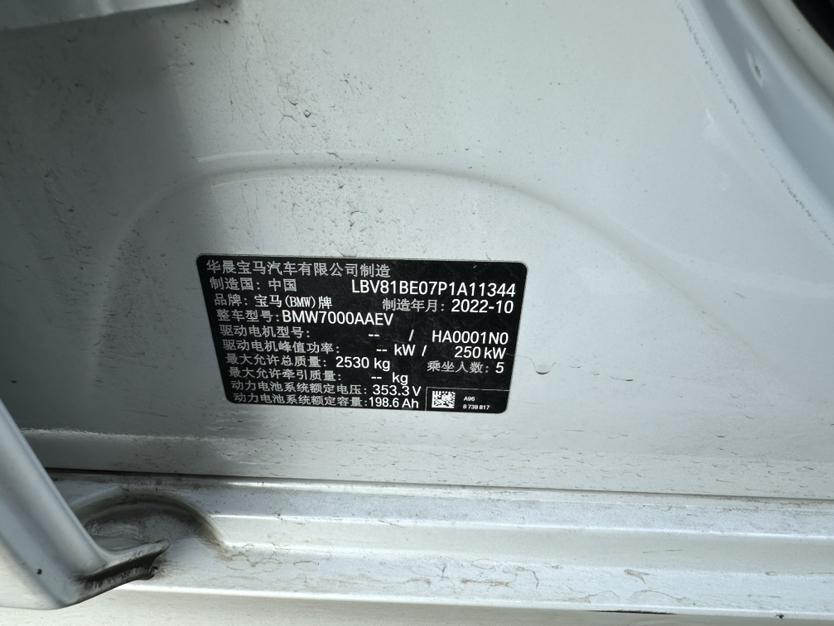 华晨宝马汽车有限公司制造
制造国：中国 LBV81BE07P1A11344
品牌：宝马(BMW)牌 制造年月：2022-10
整车型号：BMW7000AAEV
驱动电机型号： -- / HA0001N0
驱动电机峰值功率： -- kW / 250 kW
最大允许总质量：2530 kg 乘坐人数：5
最大允许牵引质量： -- kg
动力电池系统额定电压：353.3 V
动力电池系统额定容量：198.6 Ah
A96
8 738 817